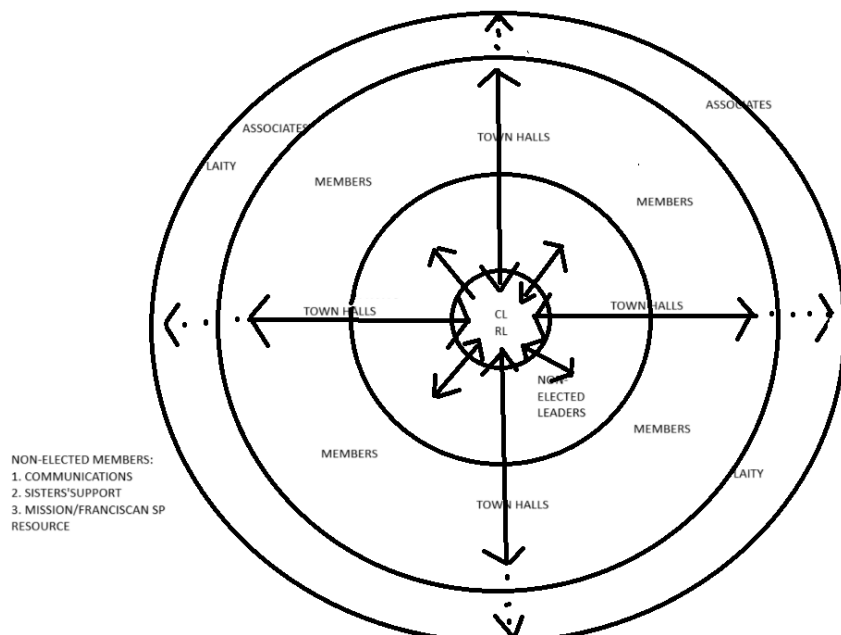 ASSOCIATES
ASSOCIATES
LAITY
TOWN HALLS
MEMBERS
MEMBERS
TOWN HALLS
TOWN HALLS
CL
RL
NON-
ELECTED
LEADERS
MEMBERS
MEMBERS
LAITY
TOWN HALLS
NON-ELECTED MEMBERS:
1. COMMUNICATIONS
2. SISTERS'SUPPORT
3. MISSION/FRANCISCAN SP
RESOURCE